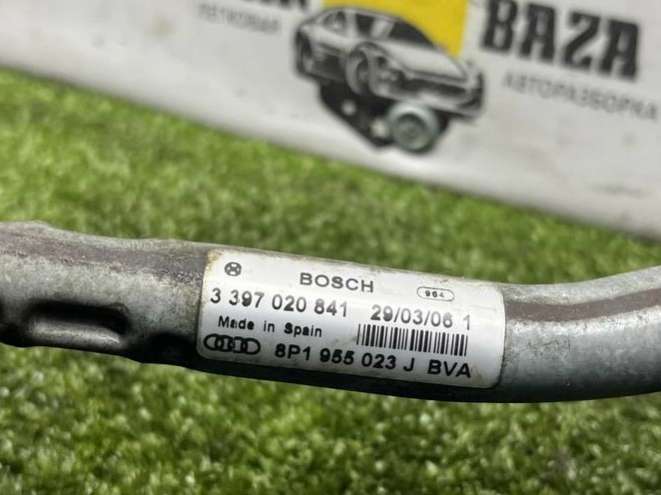 BAZA
ЛЕГКОВАЯ
АВТОРАЗБОРКА
BOSCH 964
3 397 020 841 29/03/06 1
Made in Spain
8P1 955 023 J BVA